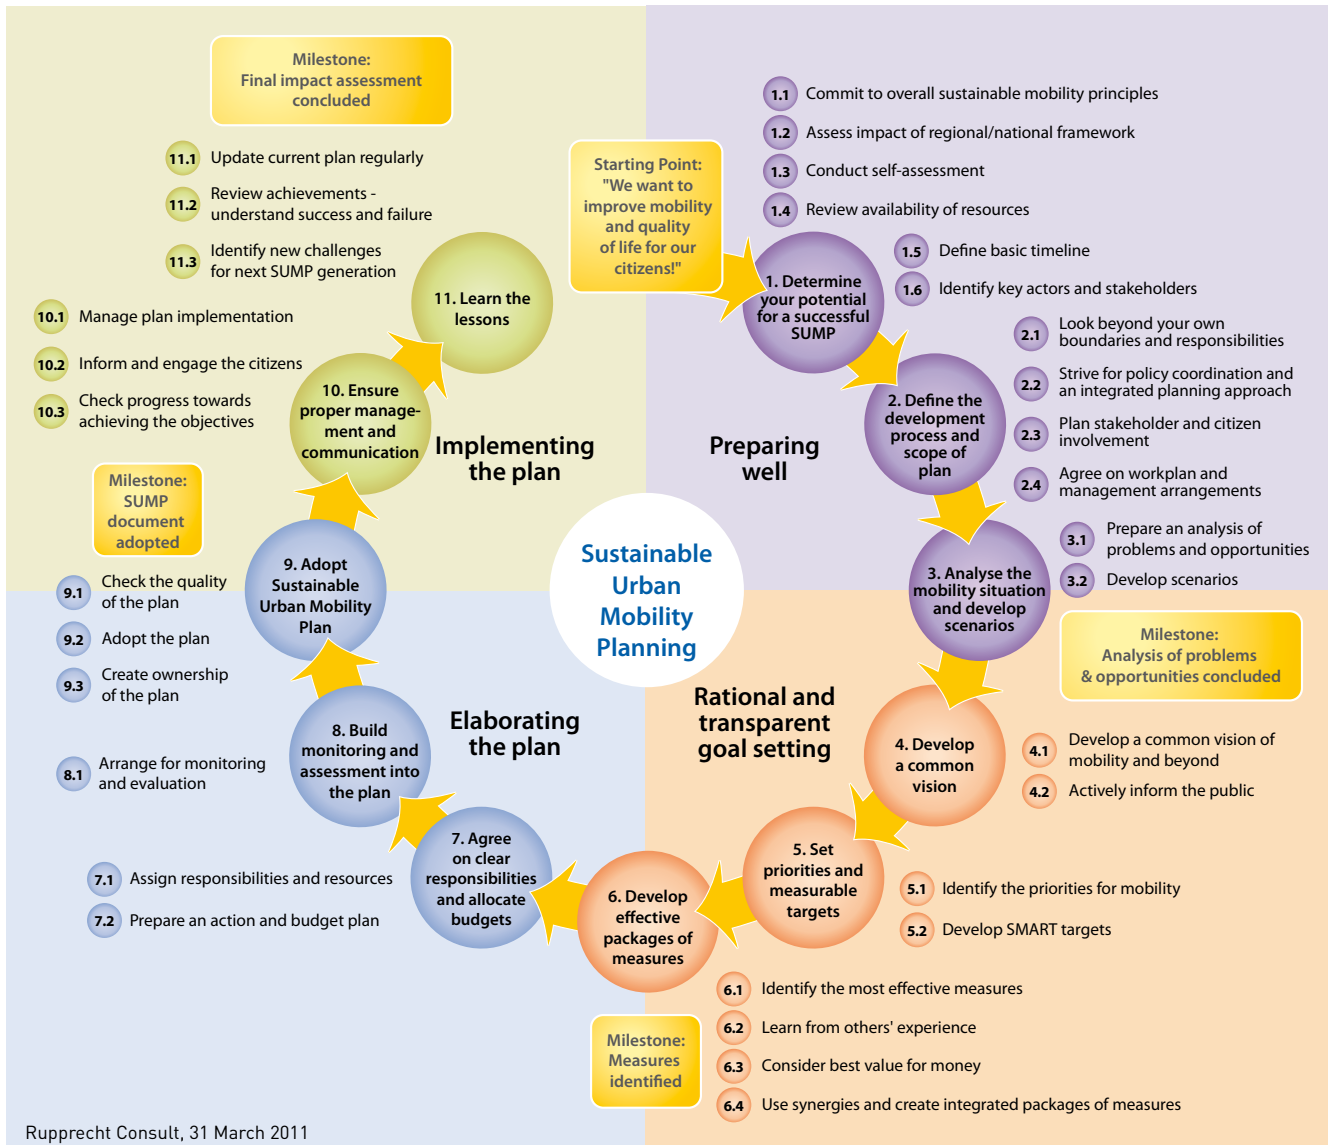 Milestone:
Final impact assessment
concluded
11.1 Update current plan regularly
11.2 Review achievements -
understand success and failure
11.3 Identify new challenges
for next SUMP generation
11. Learn the
lessons
10.1 Manage plan implementation
10.2 Inform and engage the citizens
10.3 Check progress towards
achieving the objectives
10. Ensure
proper manage-
ment and
communication
Implementing
the plan
Starting Point:
"We want to
improve mobility
and quality
of life for our
citizens!"
1.1 Commit to overall sustainable mobility principles
1.2 Assess impact of regional/national framework
1.3 Conduct self-assessment
1.4 Review availability of resources
1.5 Define basic timeline
1.6 Identify key actors and stakeholders
1. Determine
your potential
for a successful
SUMP
2.1 Look beyond your own
boundaries and responsibilities
2.2 Strive for policy coordination and
an integrated planning approach
2.3 Plan stakeholder and citizen
involvement
2.4 Agree on workplan and
management arrangements
2. Define the
development
process and
scope of
plan
Preparing
well
3.1 Prepare an analysis of
problems and opportunities
3.2 Develop scenarios
3. Analyse the
mobility situation
and develop
scenarios
Milestone:
Analysis of problems
& opportunities concluded
Sustainable
Urban
Mobility
Planning
Rational and
transparent
goal setting
4. Develop
a common
vision
4.1 Develop a common vision of
mobility and beyond
4.2 Actively inform the public
5. Set
priorities and
measurable
targets
5.1 Identify the priorities for mobility
5.2 Develop SMART targets
6. Develop
effective
packages of
measures
6.1 Identify the most effective measures
6.2 Learn from others' experience
6.3 Consider best value for money
6.4 Use synergies and create integrated packages of measures
Milestone:
Measures
identified
Elaborating
the plan
7. Agree
on clear
responsibilities
and allocate
budgets
7.1 Assign responsibilities and resources
7.2 Prepare an action and budget plan
8. Build
monitoring and
assessment into
the plan
8.1 Arrange for monitoring
and evaluation
9. Adopt
Sustainable
Urban Mobility
Plan
9.1 Check the quality
of the plan
9.2 Adopt the plan
9.3 Create ownership
of the plan
Milestone:
SUMP
document
adopted
Rupprecht Consult, 31 March 2011